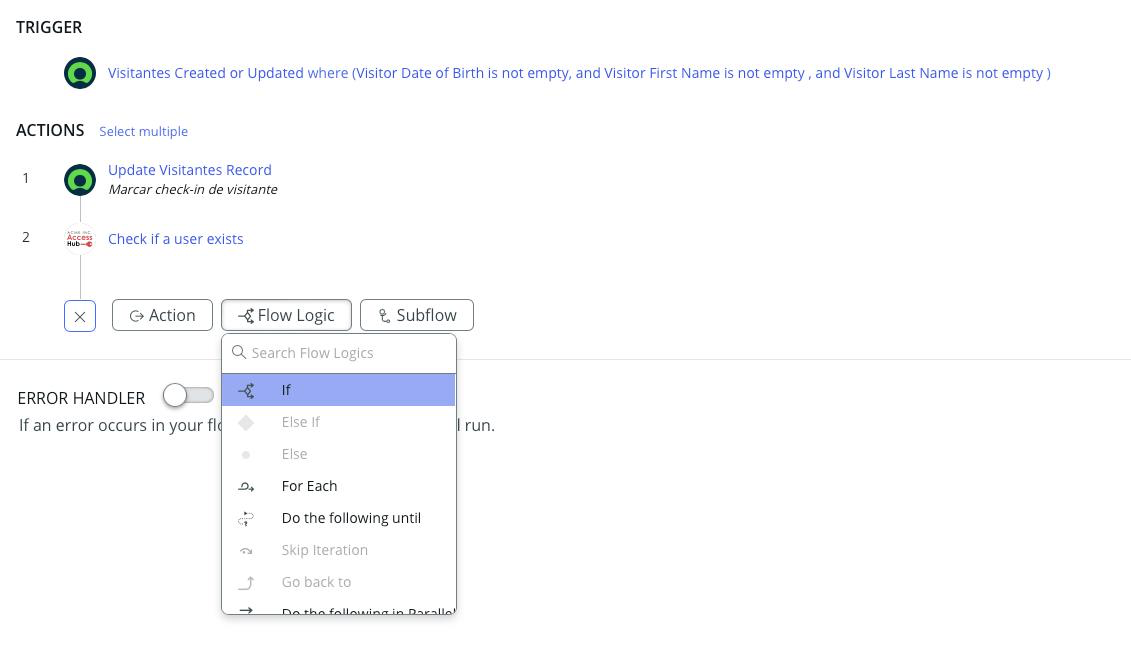 TRIGGER
Visitantes Created or Updated where (Visitor Date of Birth is not empty, and Visitor First Name is not empty , and Visitor Last Name is not empty )
ACTIONS Select multiple
1 Update Visitantes Record
Marcar check-in de visitante
ACME INC.
Access
Hub
2 Check if a user exists
Action Flow Logic Subflow
Search Flow Logics
If
Else If
Else
For Each
Do the following until
Skip Iteration
Go back to
Do the following in Parallel
ERROR HANDLER
If an error occurs in your flo l run.